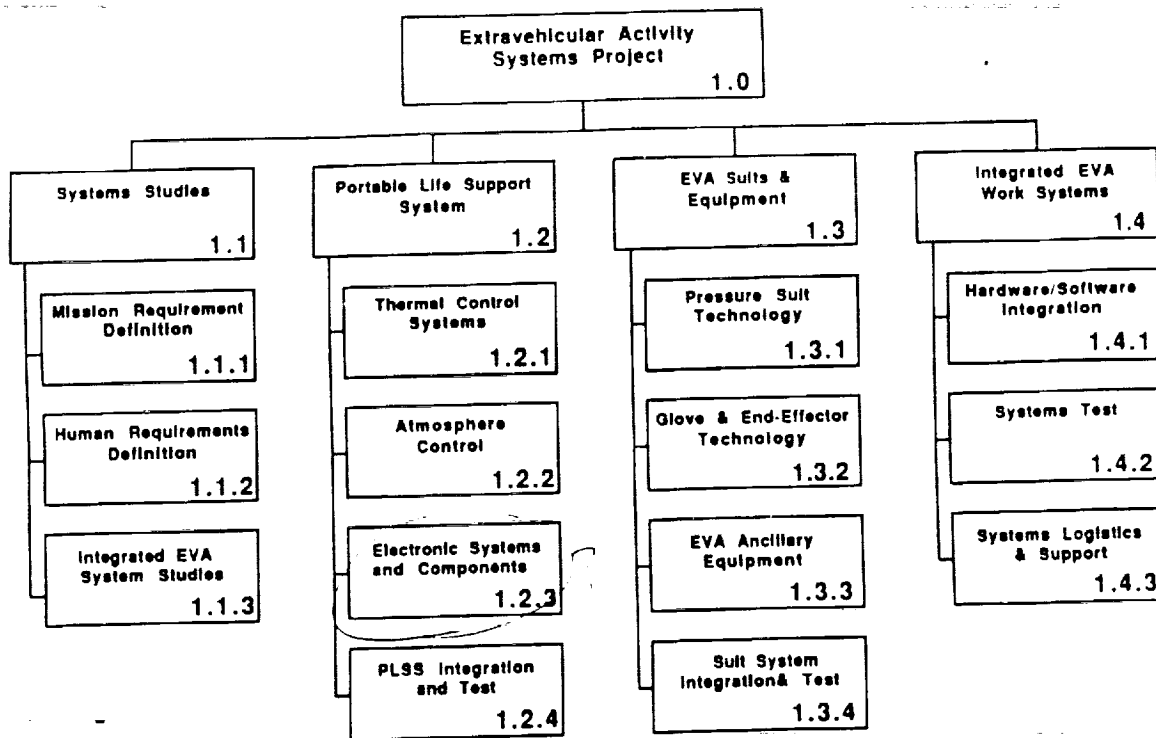 Extravehicular Activity
Systems Project
1.0
Systems Studies
1.1
Mission Requirement
Definition
1.1.1
Human Requirements
Definition
1.1.2
Integrated EVA
System Studies
1.1.3
Portable Life Support
System
1.2
Thermal Control
Systems
1.2.1
Atmosphere
Control
1.2.2
Electronic Systems
and Components
1.2.3
PLSS Integration
and Test
1.2.4
EVA Suits &
Equipment
1.3
Pressure Suit
Technology
1.3.1
Glove & End-Effector
Technology
1.3.2
EVA Ancillary
Equipment
1.3.3
Suit System
Integration& Test
1.3.4
Integrated EVA
Work Systems
1.4
Hardware/Software
Integration
1.4.1
Systems Test
1.4.2
Systems Logistics
& Support
1.4.3